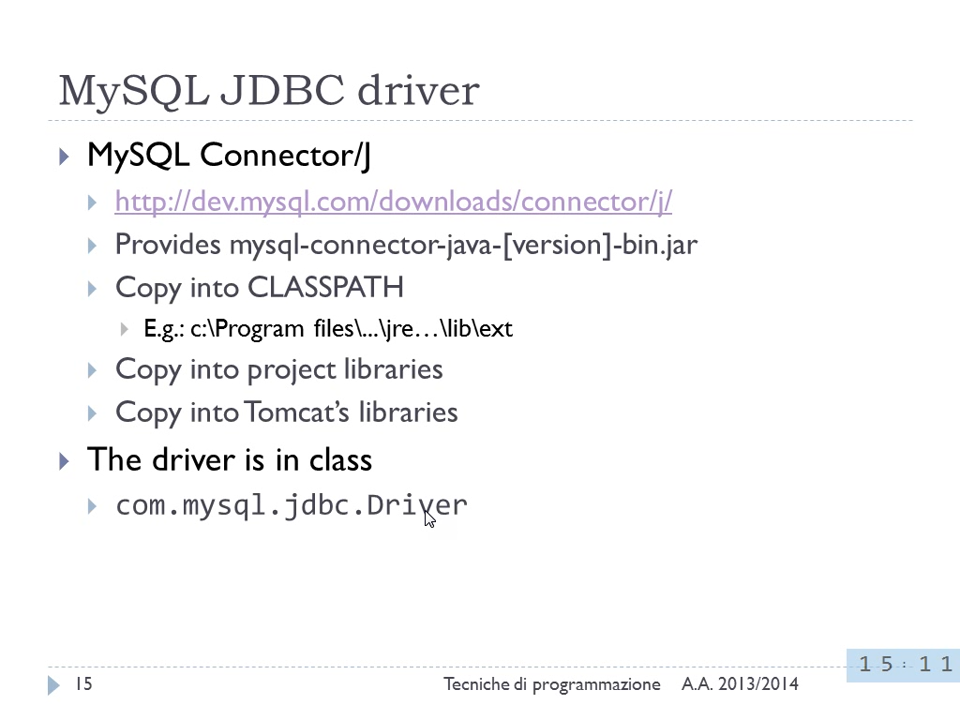 MySQL JDBC driver
MySQL Connector/J
http://dev.mysql.com/downloads/connector/j/
Provides mysql-connector-java-[version]-bin.jar
Copy into CLASSPATH
E.g.: c:\Program files\...\jre…\lib\ext
Copy into project libraries
Copy into Tomcat’s libraries
The driver is in class
com.mysql.jdbc.Driver
15 Tecniche di programmazione A.A. 2013/2014
15:11